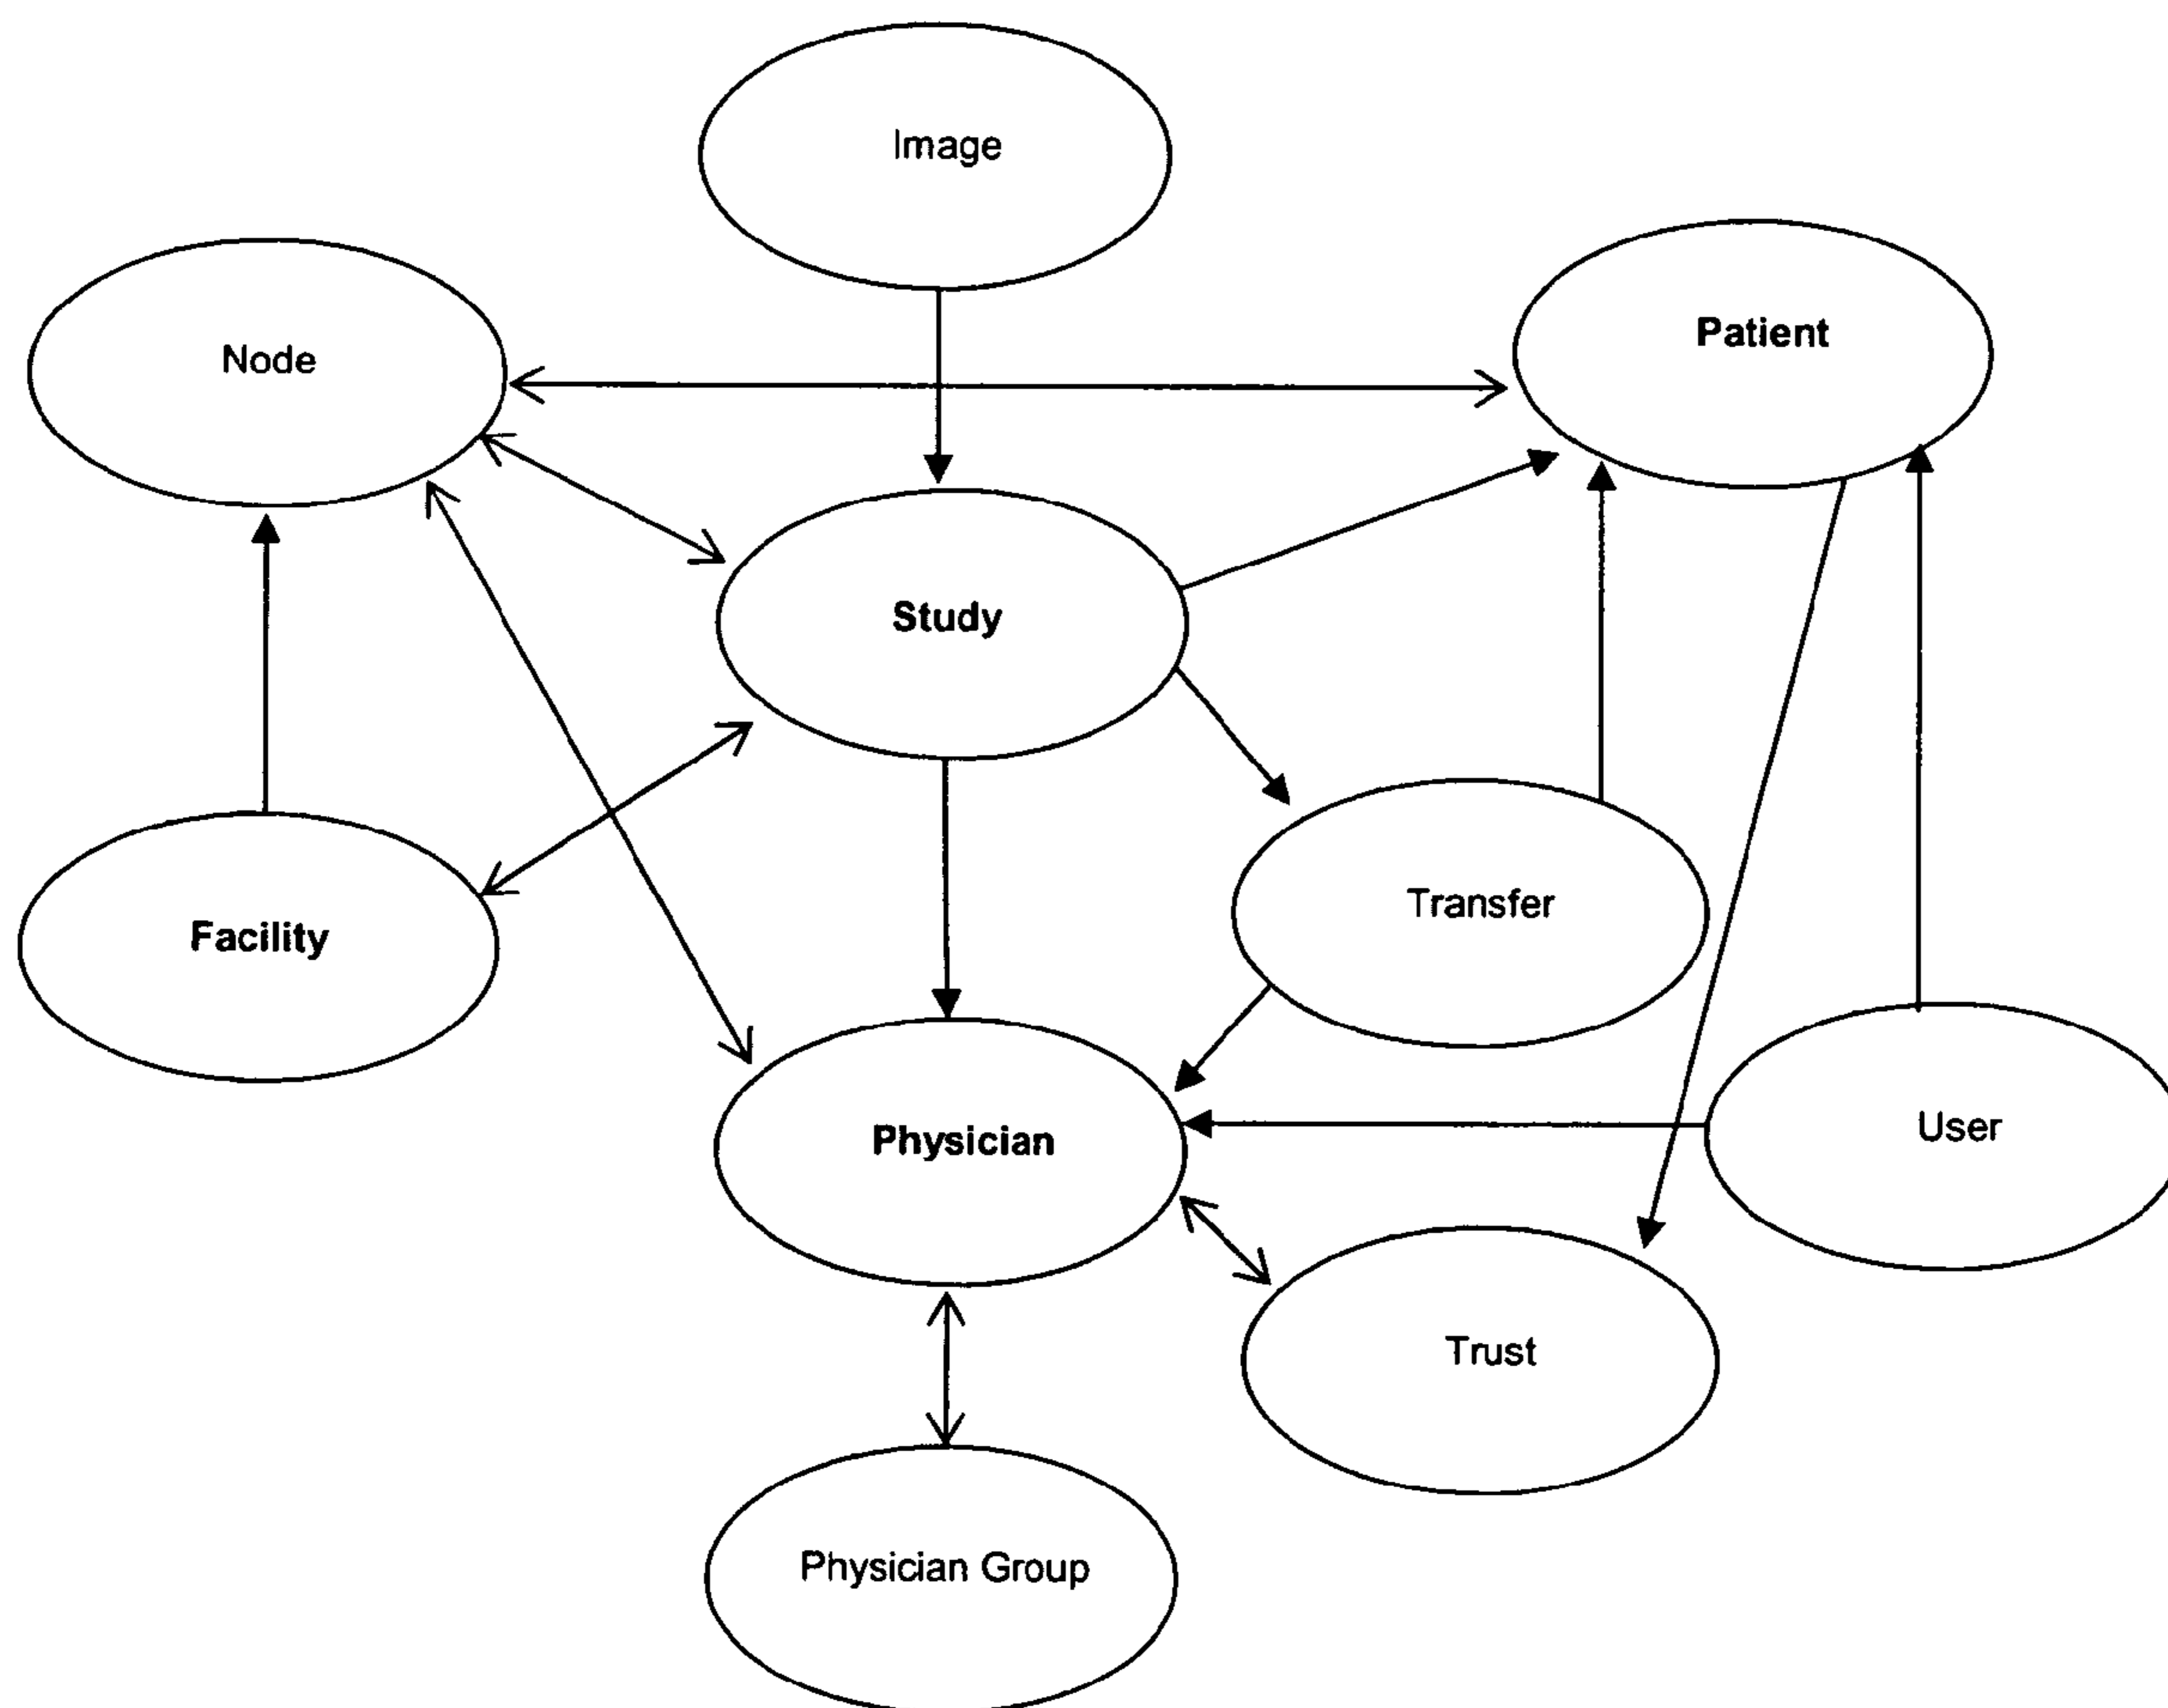 Image
Patient
Node
Study
Transfer
Facility
User
Physician
Trust
Physician Group